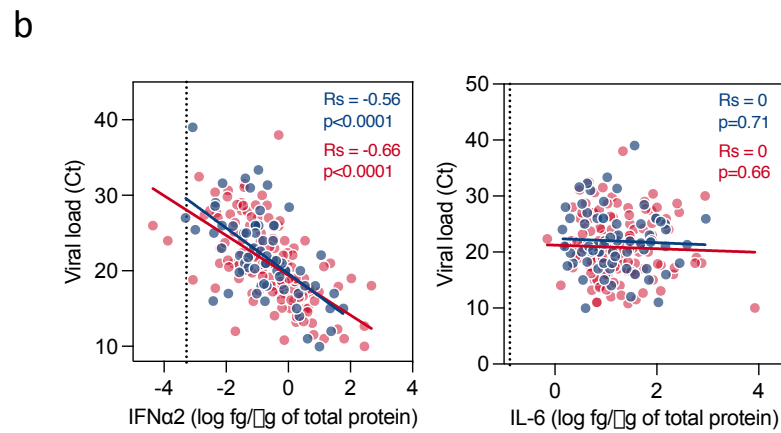 b
Rs = -0.56
p<0.0001
Rs = -0.66
p<0.0001
Viral load (Ct)
40
30
20
10
-4
-2
0
2
4
IFNα2 (log fg/▯g of total protein)
Rs = 0
p=0.71
Rs = 0
p=0.66
Viral load (Ct)
50
40
30
20
10
0
0
2
4
IL-6 (log fg/▯g of total protein)